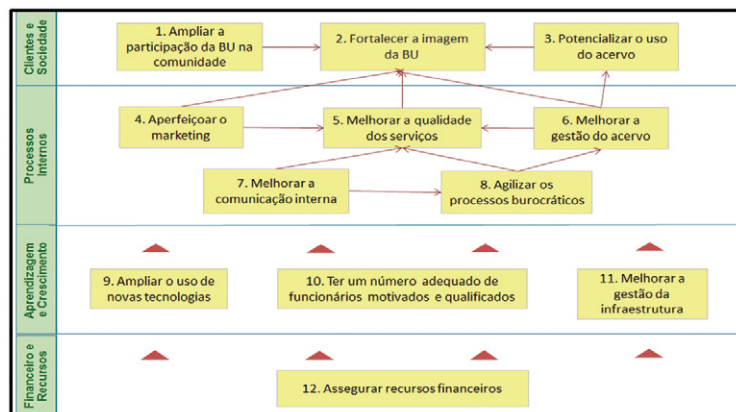 Clientes e
Sociedade
1. Ampliar a
participação da BU na
comunidade
2. Fortalecer a imagem
da BU
3. Potencializar o uso
do acervo
Processos
Internos
4. Aperfeiçoar o
marketing
5. Melhorar a qualidade
dos serviços
6. Melhorar a
gestão do acervo
7. Melhorar a
comunicação interna
8. Agilizar os
processos burocráticos
Aprendizagem
e Crescimento
9. Ampliar o uso de
novas tecnologias
10. Ter um número adequado de
funcionários motivados e qualificados
11. Melhorar a
gestão da
infraestrutura
Financeiro e
Recursos
12. Assegurar recursos financeiros